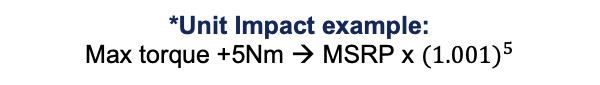 *Unit Impact example:
Max torque +5Nm → MSRP x (1.001)⁵